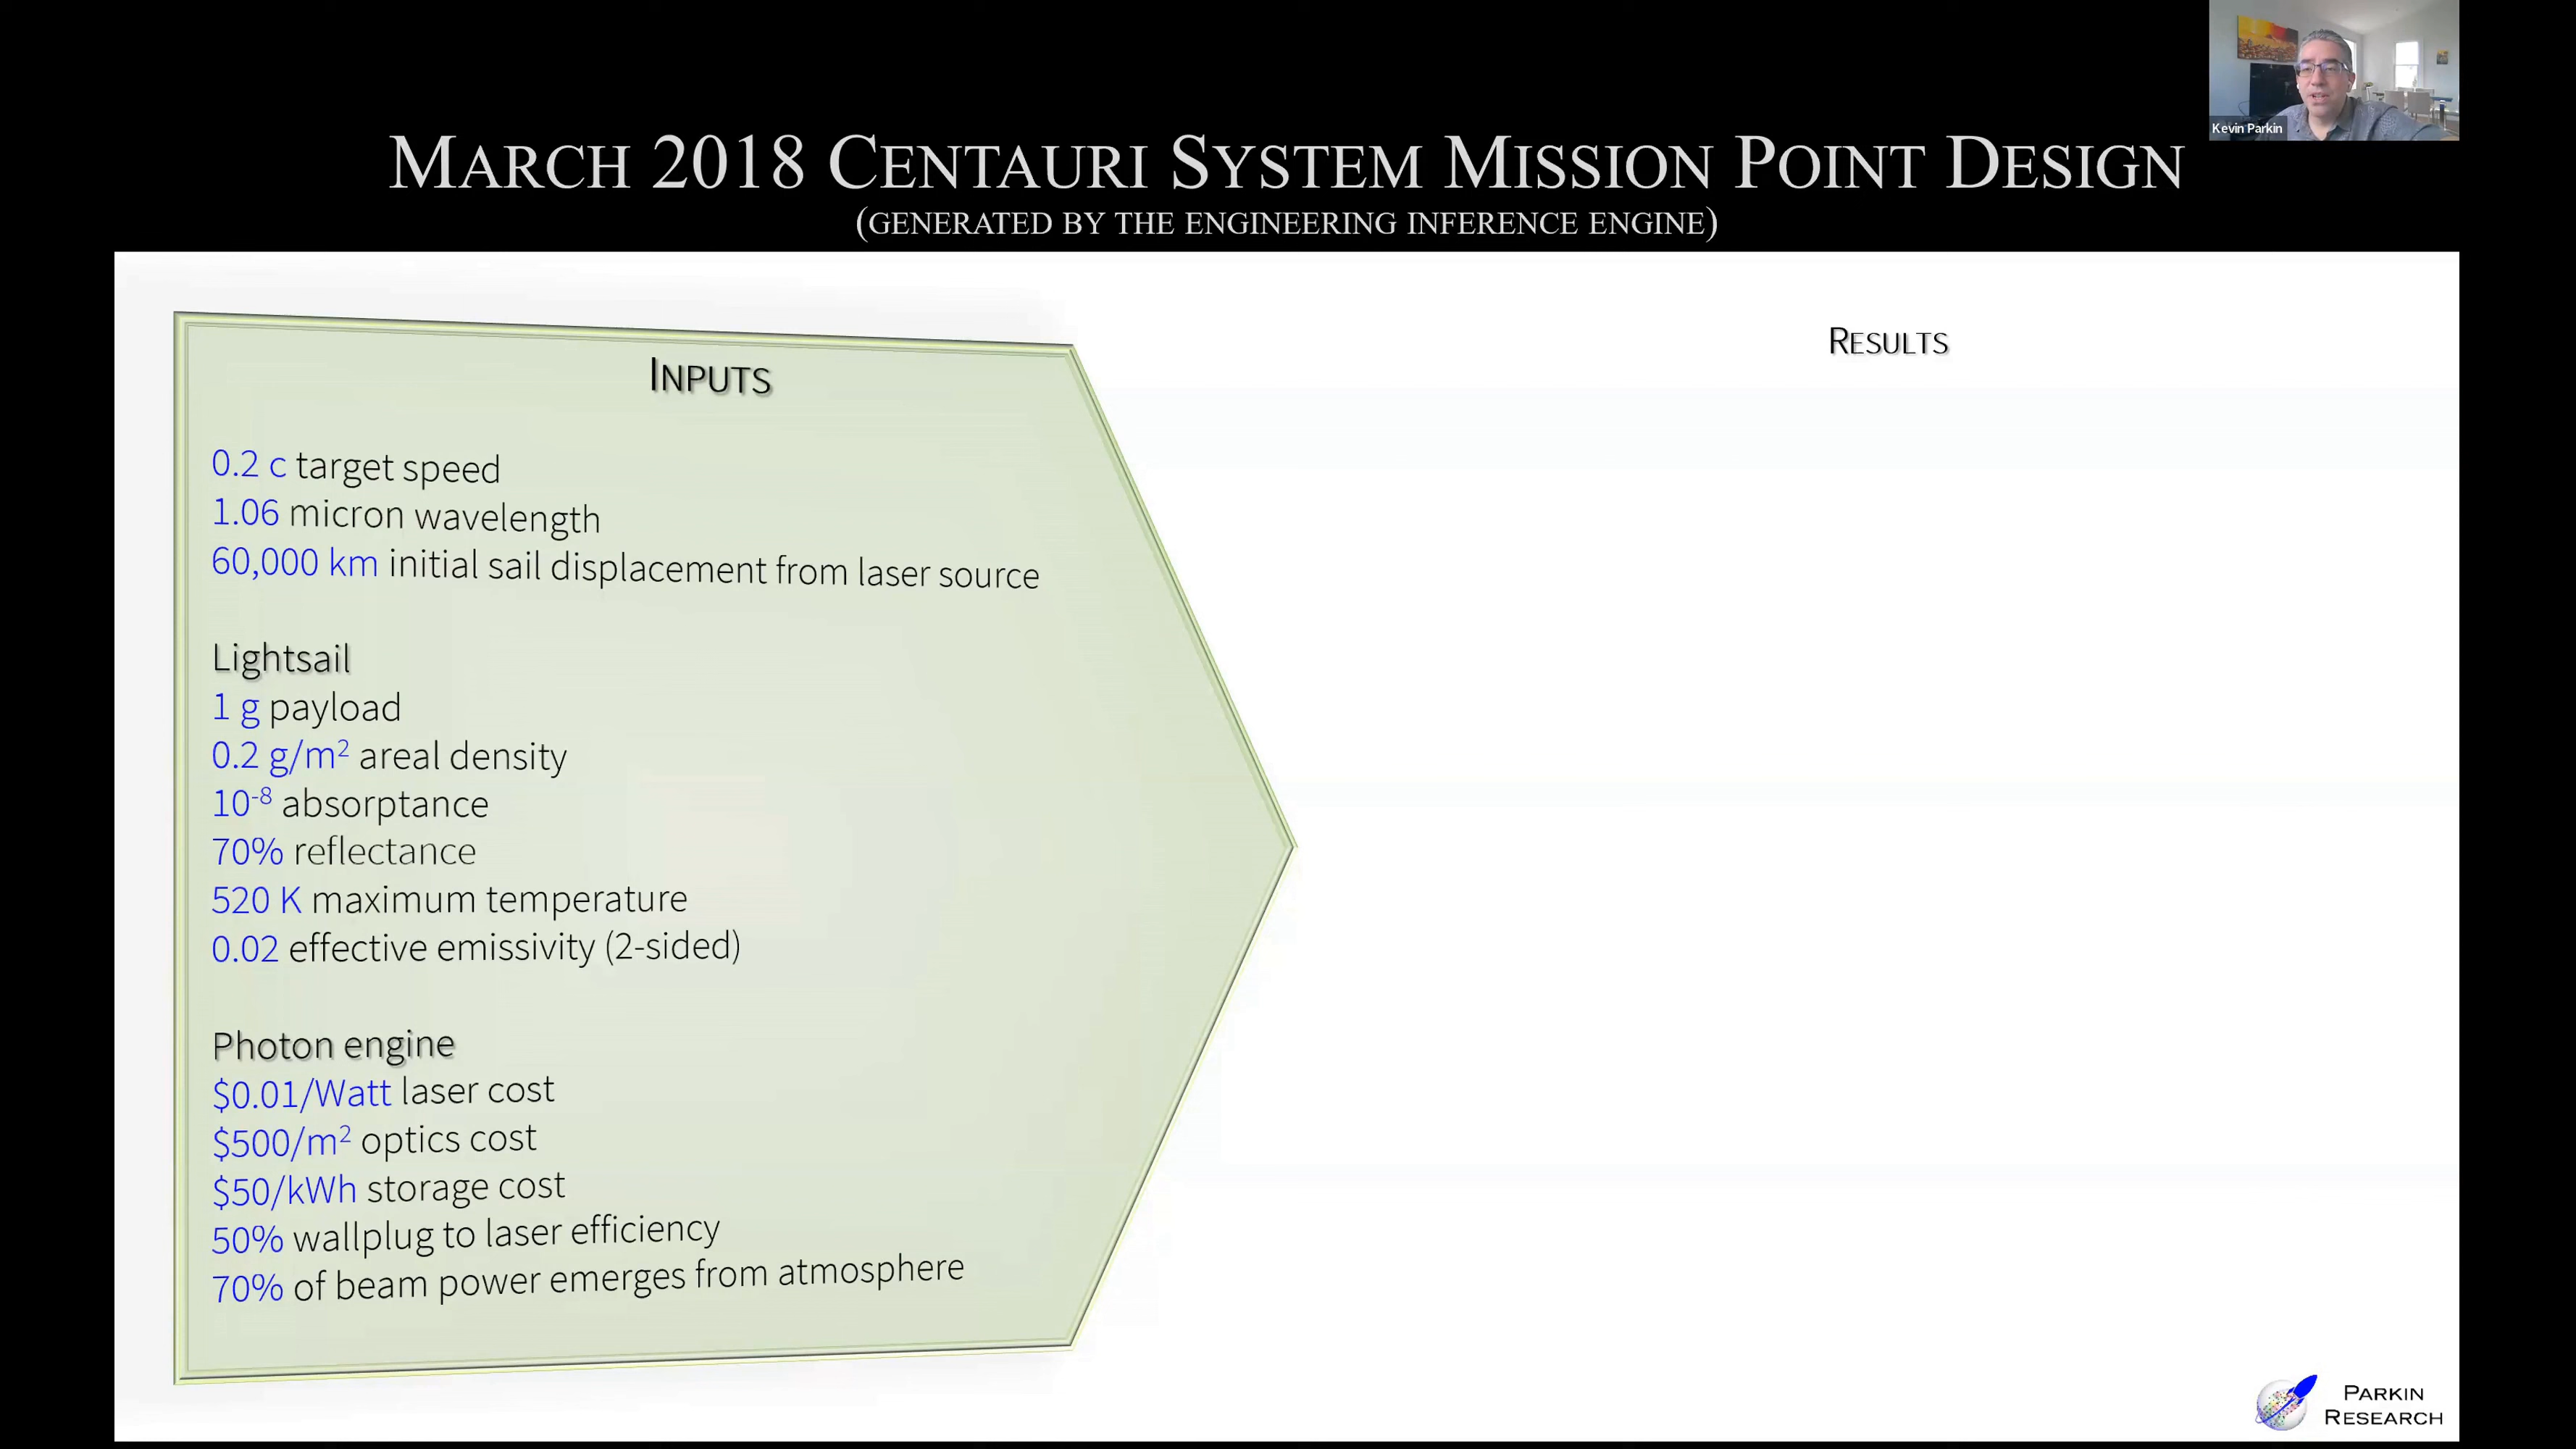 Kevin Parkin
MARCH 2018 CENTAURI SYSTEM MISSION POINT DESIGN
(GENERATED BY THE ENGINEERING INFERENCE ENGINE)
INPUTS
0.2 c target speed
1.06 micron wavelength
60,000 km initial sail displacement from laser source
Lightsail
1 g payload
0.2 g/m² areal density
10⁻⁸ absorptance
70% reflectance
520 K maximum temperature
0.02 effective emissivity (2-sided)
Photon engine
$0.01/Watt laser cost
$500/m² optics cost
$50/kWh storage cost
50% wallplug to laser efficiency
70% of beam power emerges from atmosphere
RESULTS
PARKIN
RESEARCH